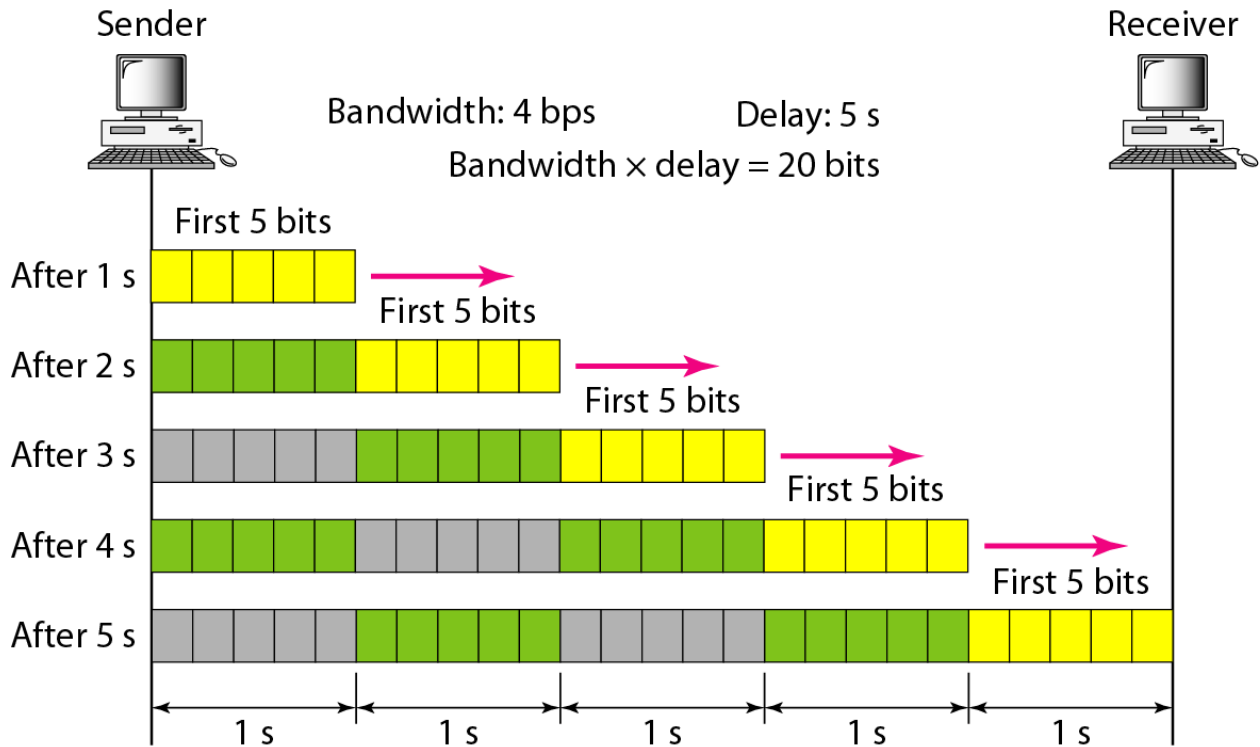 Sender
Receiver
Bandwidth: 4 bps
Delay: 5 s
Bandwidth × delay = 20 bits
First 5 bits
After 1 s
First 5 bits
After 2 s
First 5 bits
After 3 s
First 5 bits
After 4 s
First 5 bits
After 5 s
1 s
1 s
1 s
1 s
1 s